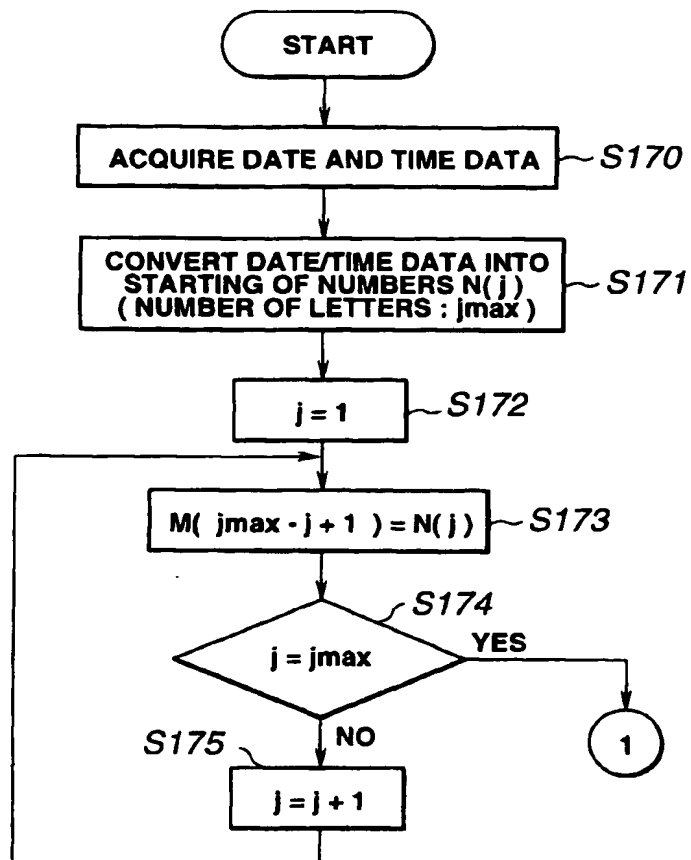 START
ACQUIRE DATE AND TIME DATA
S170
CONVERT DATE/TIME DATA INTO
STARTING OF NUMBERS N( j )
( NUMBER OF LETTERS : jmax )
S171
j = 1
S172
M( jmax - j + 1 ) = N( j )
S173
S174
j = jmax
YES
1
NO
S175
j = j + 1